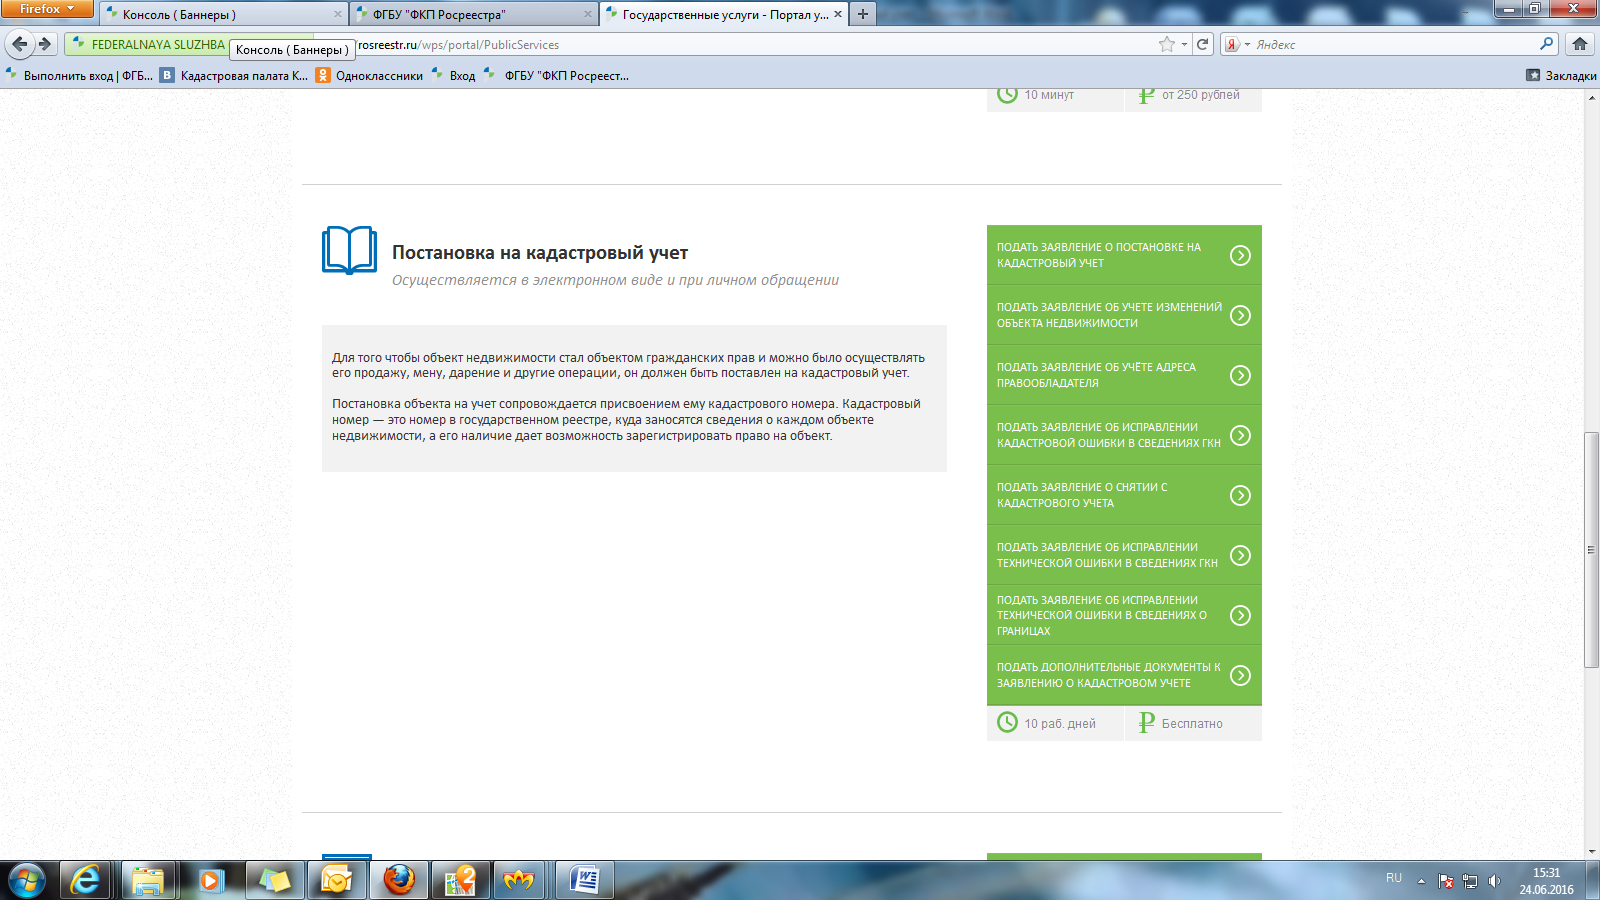 Firefox
Консоль ( Баннеры )
ФГБУ "ФКП Росреестра"
Государственные услуги - Портал у...
FEDERALNAYA SLUZHBA
rosreestr.ru/wps/portal/PublicServices
Яндекс
Консоль ( Баннеры )
Выполнить вход | ФГБ...
Кадастровая палата К...
Одноклассники
Вход
ФГБУ "ФКП Росреест...
Закладки
10 минут
от 250 рублей
Постановка на кадастровый учет
Осуществляется в электронном виде и при личном обращении
Для того чтобы объект недвижимости стал объектом гражданских прав и можно было осуществлять
его продажу, мену, дарение и другие операции, он должен быть поставлен на кадастровый учет.
Постановка объекта на учет сопровождается присвоением ему кадастрового номера. Кадастровый
номер — это номер в государственном реестре, куда заносятся сведения о каждом объекте
недвижимости, а его наличие дает возможность зарегистрировать право на объект.
ПОДАТЬ ЗАЯВЛЕНИЕ О ПОСТАНОВКЕ НА
КАДАСТРОВЫЙ УЧЕТ
ПОДАТЬ ЗАЯВЛЕНИЕ ОБ УЧЕТЕ ИЗМЕНЕНИЙ
ОБЪЕКТА НЕДВИЖИМОСТИ
ПОДАТЬ ЗАЯВЛЕНИЕ ОБ УЧЁТЕ АДРЕСА
ПРАВООБЛАДАТЕЛЯ
ПОДАТЬ ЗАЯВЛЕНИЕ ОБ ИСПРАВЛЕНИИ
КАДАСТРОВОЙ ОШИБКИ В СВЕДЕНИЯХ ГКН
ПОДАТЬ ЗАЯВЛЕНИЕ О СНЯТИИ С
КАДАСТРОВОГО УЧЕТА
ПОДАТЬ ЗАЯВЛЕНИЕ ОБ ИСПРАВЛЕНИИ
ТЕХНИЧЕСКОЙ ОШИБКИ В СВЕДЕНИЯХ ГКН
ПОДАТЬ ЗАЯВЛЕНИЕ ОБ ИСПРАВЛЕНИИ
ТЕХНИЧЕСКОЙ ОШИБКИ В СВЕДЕНИЯХ О
ГРАНИЦАХ
ПОДАТЬ ДОПОЛНИТЕЛЬНЫЕ ДОКУМЕНТЫ К
ЗАЯВЛЕНИЮ О КАДАСТРОВОМ УЧЕТЕ
10 раб. дней
Бесплатно
RU
15:31
24.06.2016